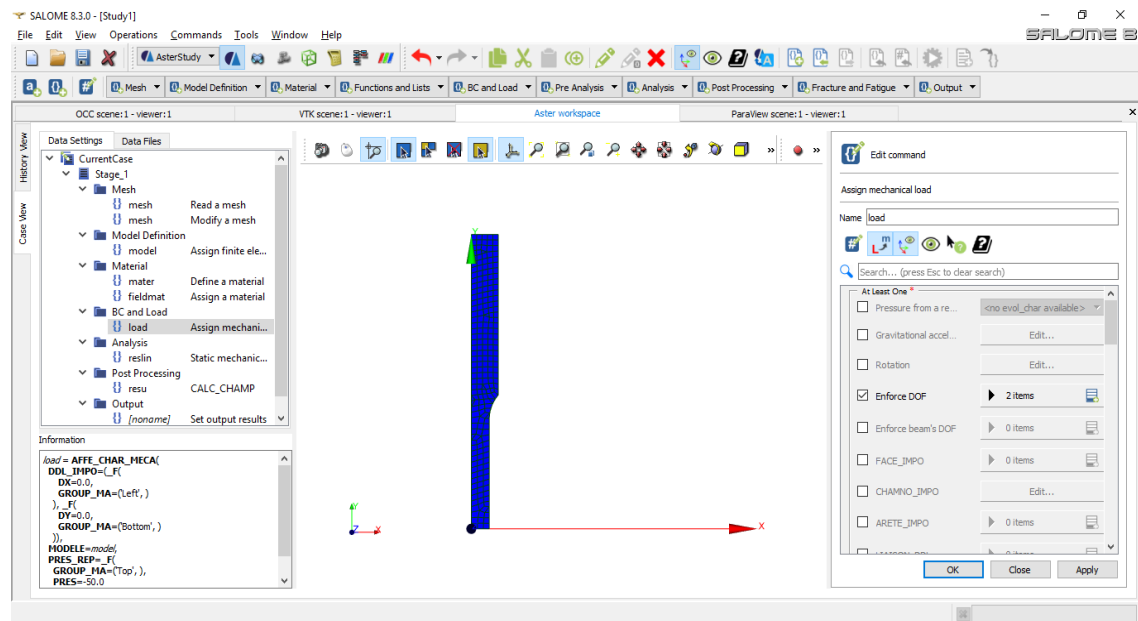 SALOME 8.3.0 - [Study1]
File Edit View Operations Commands Tools Window Help
SALOME 8
AsterStudy
Mesh Model Definition Material Functions and Lists BC and Load Pre Analysis Analysis Post Processing Fracture and Fatigue Output
OCC scene:1 - viewer:1 VTK scene:1 - viewer:1 Aster workspace ParaView scene:1 - viewer:1
History View
Case View
Data Settings Data Files
CurrentCase
Stage_1
Mesh
mesh Read a mesh
mesh Modify a mesh
Model Definition
model Assign finite ele...
Material
mater Define a material
fieldmat Assign a material
BC and Load
load Assign mechani...
Analysis
reslin Static mechanic...
Post Processing
resu CALC_CHAMP
Output
[noname] Set output results
Information
load = AFFE_CHAR_MECA(
DDL_IMPO=(_F(
DX=0.0,
GROUP_MA=('Left', )
), _F(
DY=0.0,
GROUP_MA=('Bottom', )
)),
MODELE=model,
PRES_REP=_F(
GROUP_MA=('Top', ),
PRES=-50.0
Y
X
Y
Z X
Edit command
Assign mechanical load
Name load
Search... (press Esc to clear search)
At Least One *
Pressure from a re... <no evol_char available>
Gravitational accel... Edit...
Rotation Edit...
Enforce DOF 2 items
Enforce beam's DOF 0 items
FACE_IMPO 0 items
CHAMNO_IMPO Edit...
ARETE_IMPO 0 items
OK Close Apply